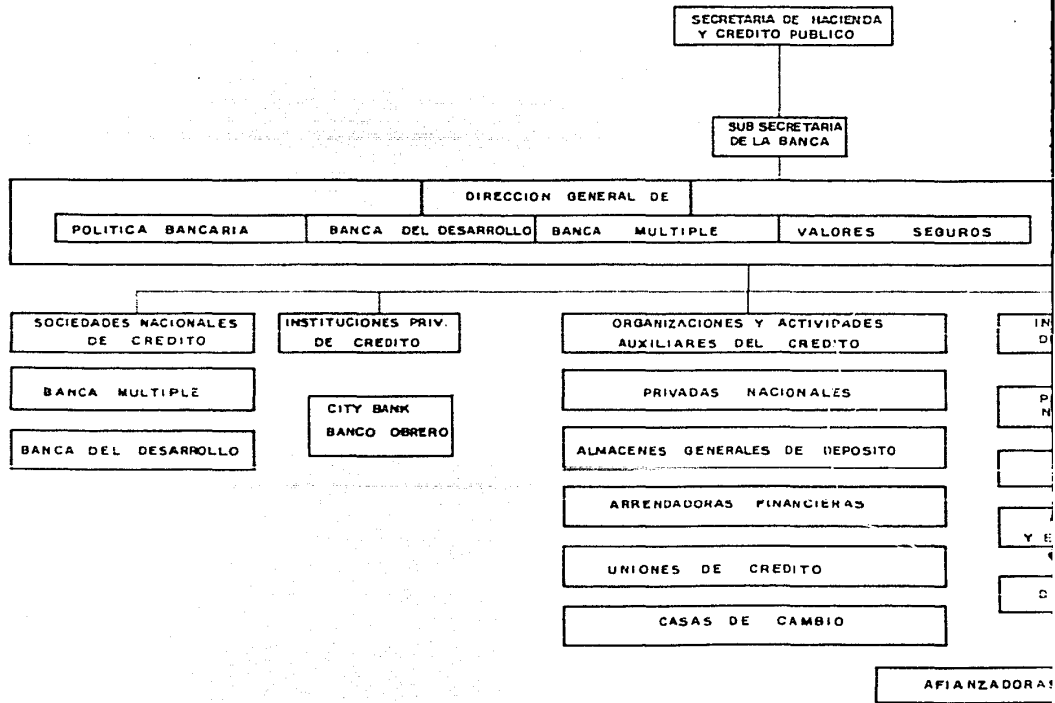 SECRETARIA DE HACIENDA
Y CREDITO PUBLICO
SUB SECRETARIA
DE LA BANCA
DIRECCION GENERAL DE
POLITICA BANCARIA
BANCA DEL DESARROLLO
BANCA MULTIPLE
VALORES SEGUROS
SOCIEDADES NACIONALES
DE CREDITO
BANCA MULTIPLE
BANCA DEL DESARROLLO
INSTITUCIONES PRIV.
DE CREDITO
CITY BANK
BANCO OBRERO
ORGANIZACIONES Y ACTIVIDADES
AUXILIARES DEL CREDITO
PRIVADAS NACIONALES
ALMACENES GENERALES DE DEPOSITO
ARRENDADORAS FINANCIERAS
UNIONES DE CREDITO
CASAS DE CAMBIO
IN
D
P
N
Y E
D
AFIANZADORAS